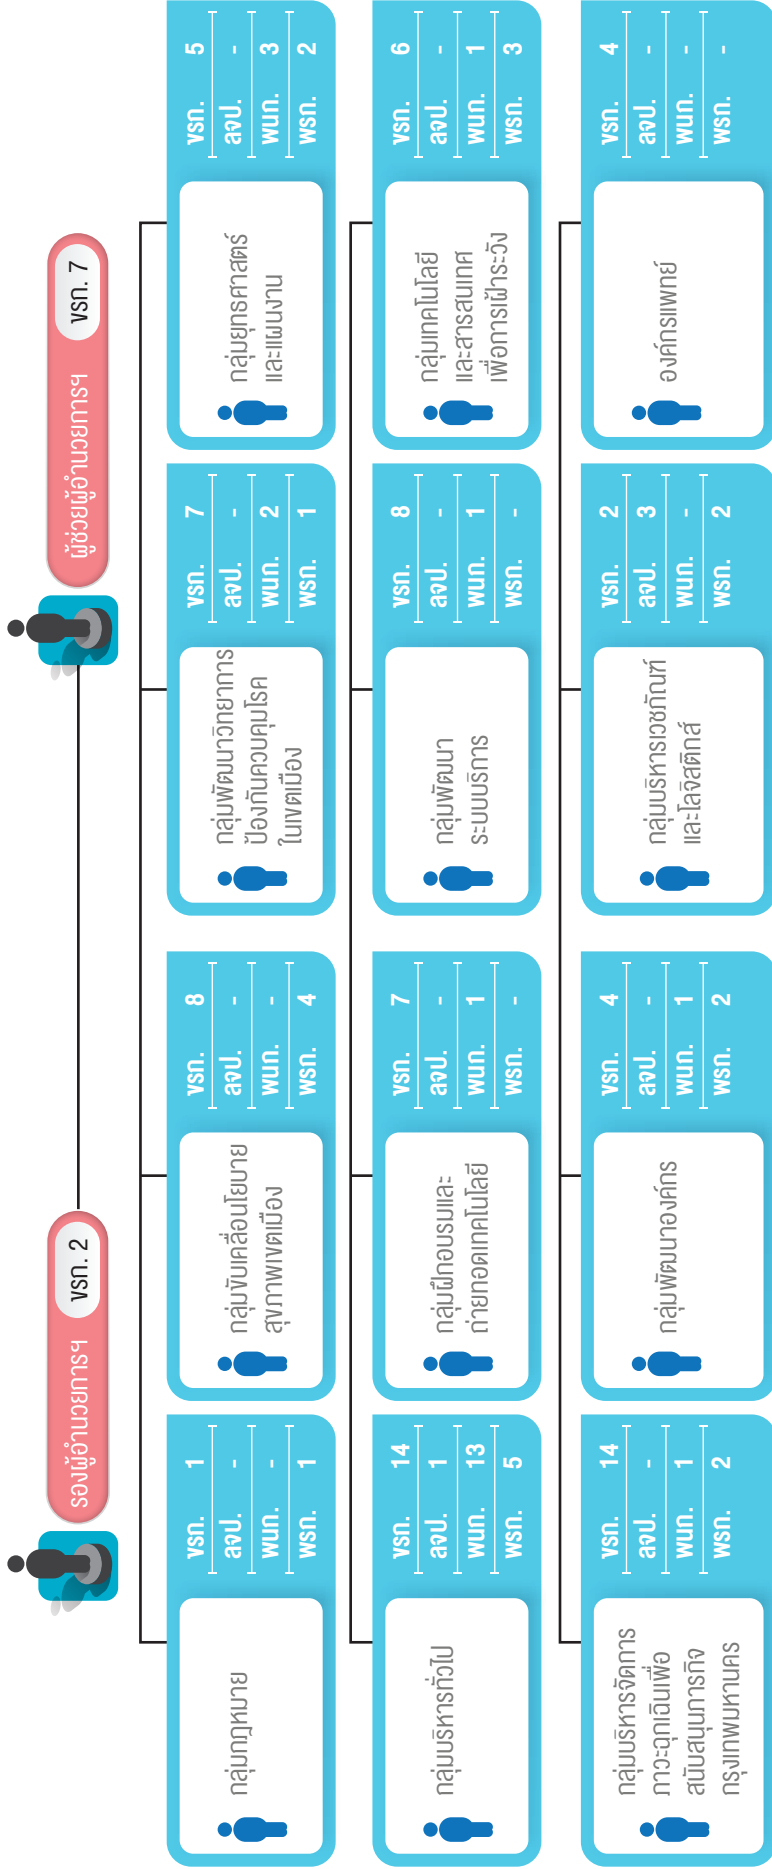 รองผู้อำนวยการฯ
ขรก. 2
ผู้ช่วยผู้อำนวยการฯ
ขรก. 7
กลุ่มกฎหมาย
ขรก. 1
ลจป. -
พนก. -
พรก. 1
กลุ่มขับเคลื่อนนโยบาย
สุขภาพเขตเมือง
ขรก. 8
ลจป. -
พนก. -
พรก. 4
กลุ่มพัฒนาวิทยาการ
ป้องกันควบคุมโรค
ในเขตเมือง
ขรก. 7
ลจป. -
พนก. 2
พรก. 1
กลุ่มยุทธศาสตร์
และแผนงาน
ขรก. 5
ลจป. -
พนก. 3
พรก. 2
กลุ่มบริหารทั่วไป
ขรก. 14
ลจป. 1
พนก. 13
พรก. 5
กลุ่มฝึกอบรมและ
ถ่ายทอดเทคโนโลยี
ขรก. 7
ลจป. -
พนก. 1
พรก. -
กลุ่มพัฒนา
ระบบบริการ
ขรก. 8
ลจป. -
พนก. 1
พรก. -
กลุ่มเทคโนโลยี
และสารสนเทศ
เพื่อการเฝ้าระวัง
ขรก. 6
ลจป. -
พนก. 1
พรก. 3
กลุ่มบริหารจัดการ
ภาวะฉุกเฉินเพื่อ
สนับสนุนภารกิจ
กรุงเทพมหานคร
ขรก. 14
ลจป. -
พนก. 1
พรก. 2
กลุ่มพัฒนาองค์กร
ขรก. 4
ลจป. -
พนก. 1
พรก. 2
กลุ่มบริหารเวชภัณฑ์
และโลจิสติกส์
ขรก. 2
ลจป. 3
พนก. -
พรก. 2
องค์กรแพทย์
ขรก. 4
ลจป. -
พนก. -
พรก. -